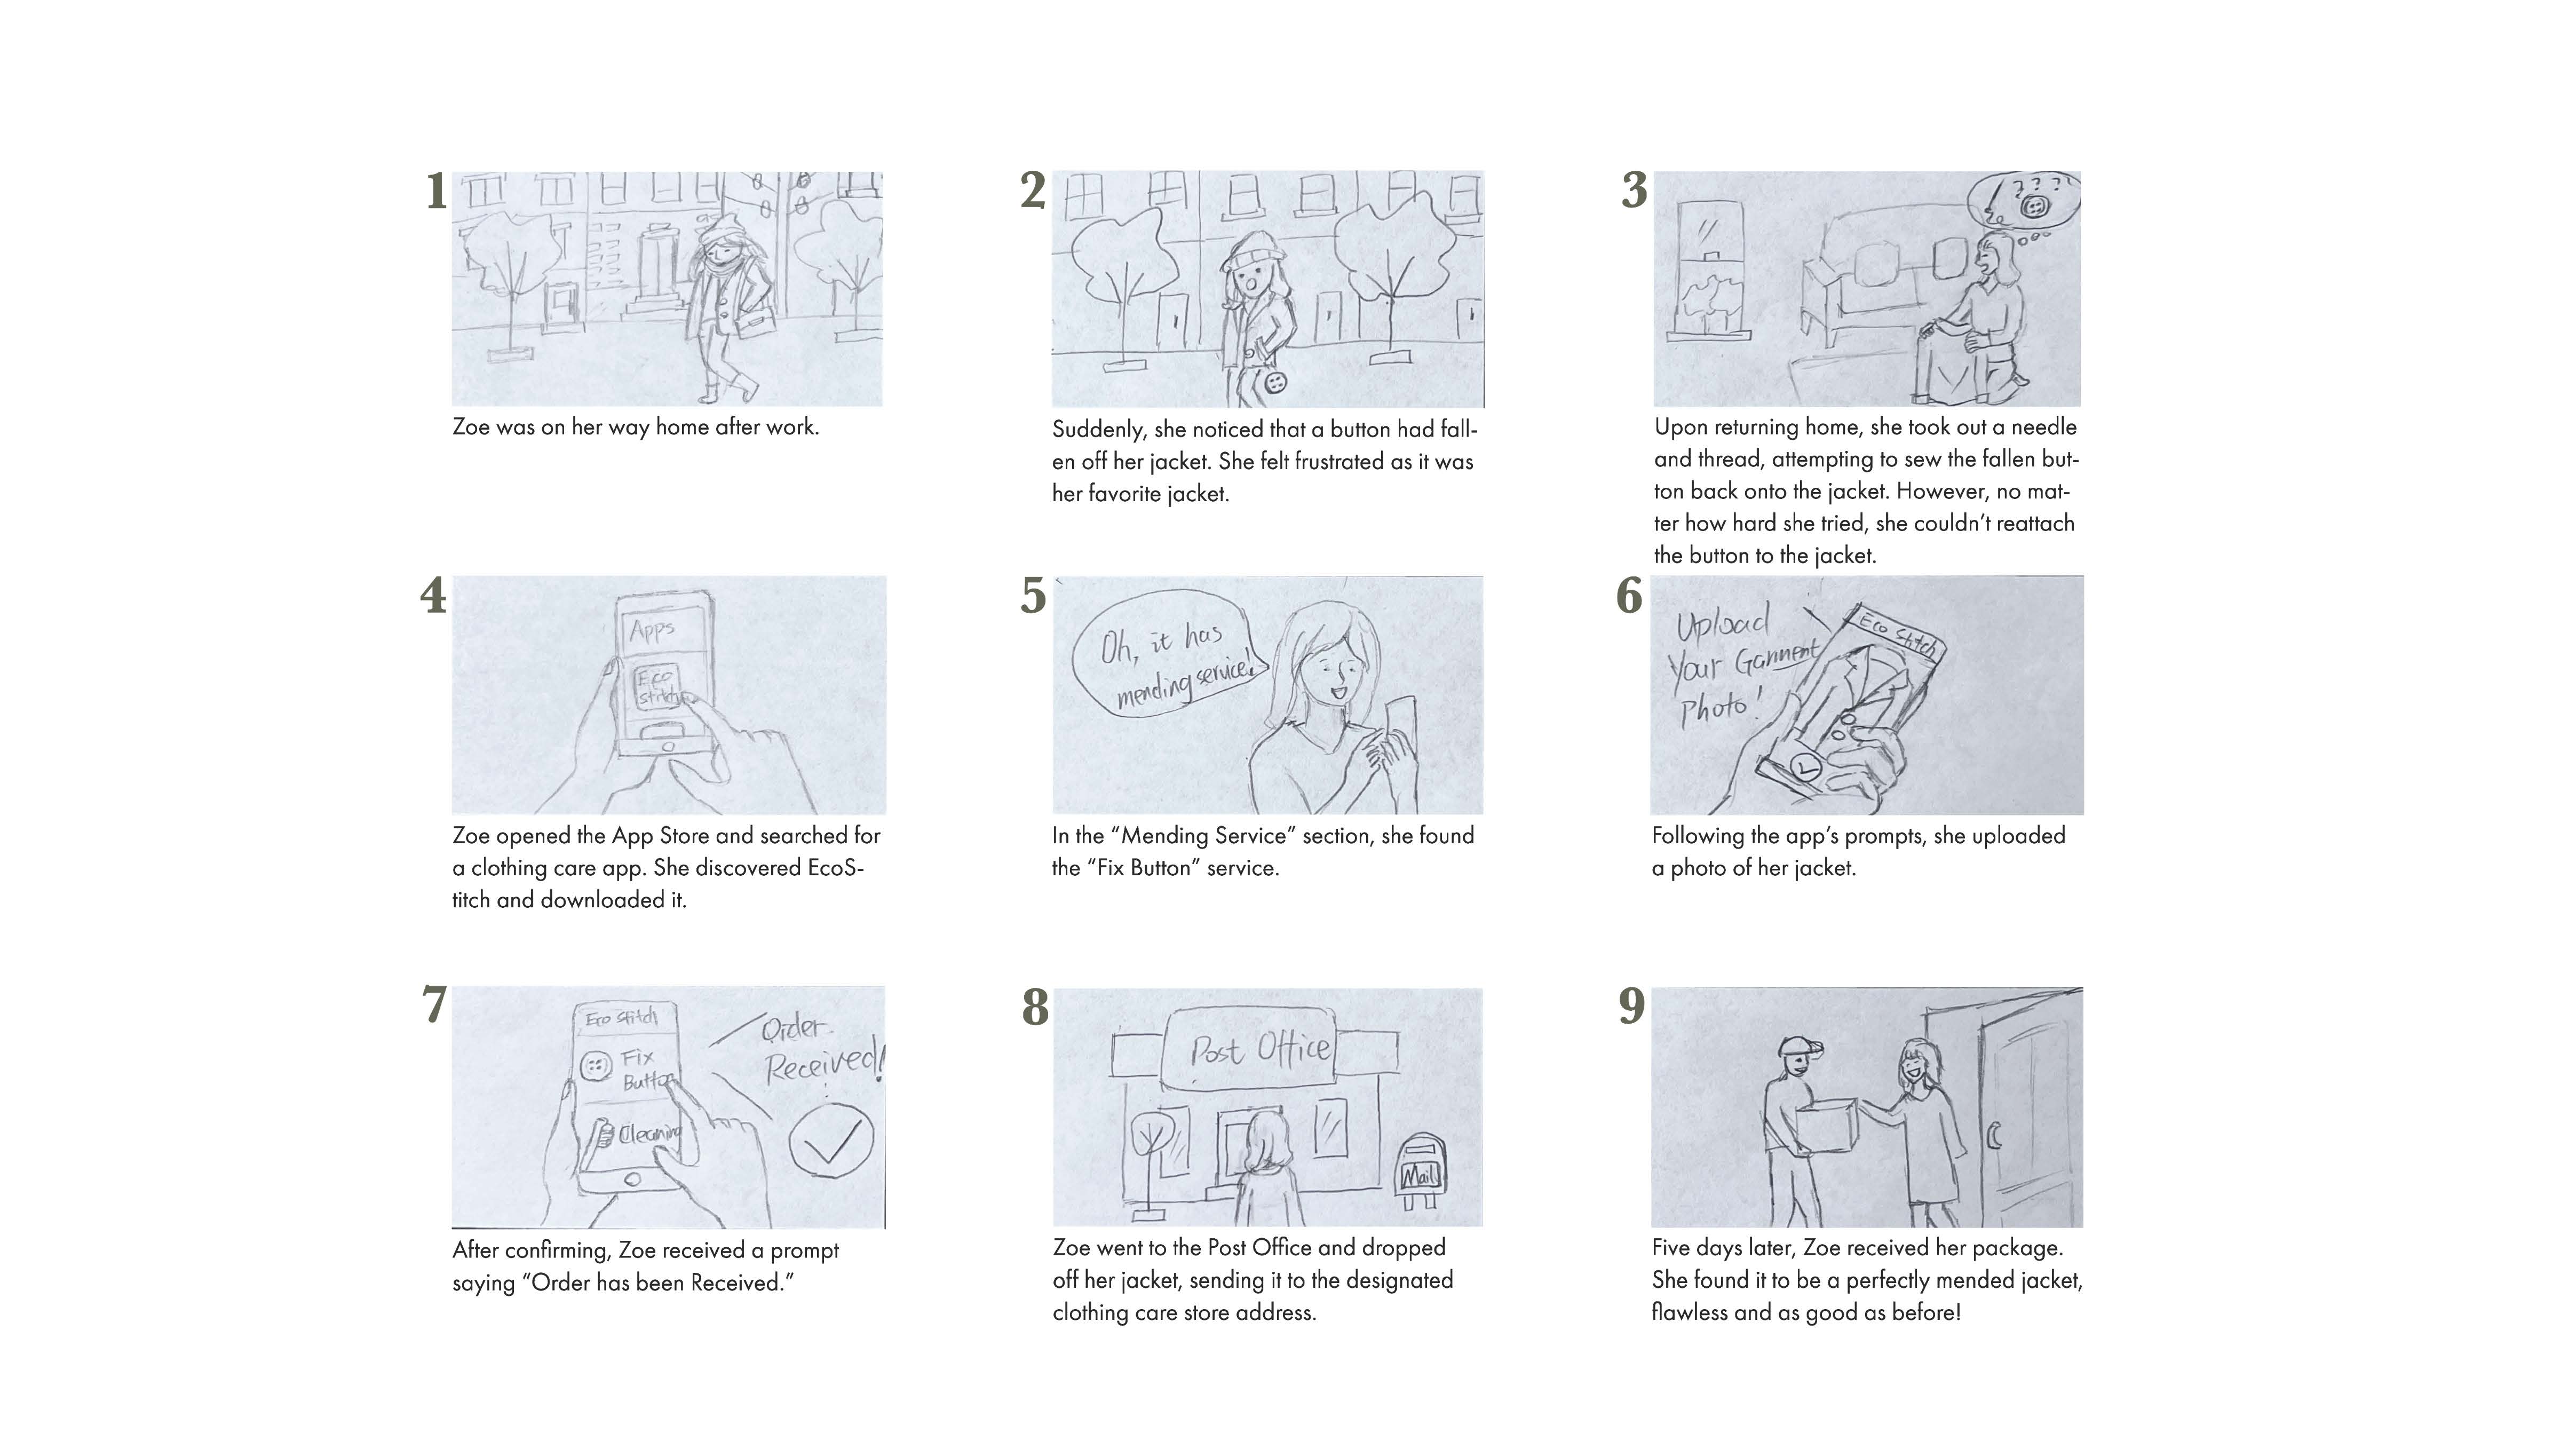 1
Zoe was on her way home after work.
2
Suddenly, she noticed that a button had fall-
en off her jacket. She felt frustrated as it was
her favorite jacket.
3
? ? ?
Upon returning home, she took out a needle
and thread, attempting to sew the fallen but-
ton back onto the jacket. However, no mat-
ter how hard she tried, she couldn't reattach
the button to the jacket.
4
Apps
Eco
Stitch
Zoe opened the App Store and searched for
a clothing care app. She discovered EcoS-
titch and downloaded it.
5
Oh, it has
mending service!
In the “Mending Service” section, she found
the “Fix Button” service.
6
Upload
Your Garment
Photo!
Eco Stitch
Following the app's prompts, she uploaded
a photo of her jacket.
7
Eco Stitch
Fix
Button
Cleaning
Order
Received!
After confirming, Zoe received a prompt
saying “Order has been Received.”
8
Post Office
Mail
Zoe went to the Post Office and dropped
off her jacket, sending it to the designated
clothing care store address.
9
Five days later, Zoe received her package.
She found it to be a perfectly mended jacket,
flawless and as good as before!